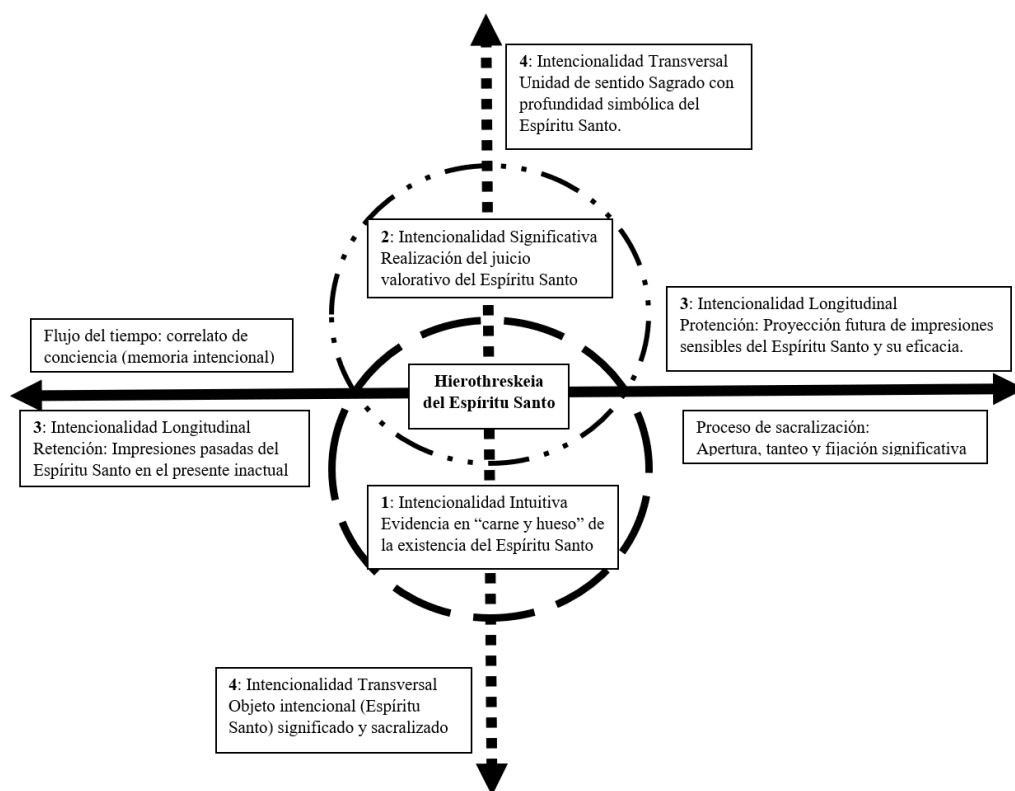 4: Intencionalidad Transversal
Unidad de sentido Sagrado con
profundidad simbólica del
Espíritu Santo.
2: Intencionalidad Significativa
Realización del juicio
valorativo del Espíritu Santo
3: Intencionalidad Longitudinal
Protención: Proyección futura de impresiones
sensibles del Espíritu Santo y su eficacia.
Flujo del tiempo: correlato de
conciencia (memoria intencional)
Hierothreskeia
del Espíritu Santo
3: Intencionalidad Longitudinal
Retención: Impresiones pasadas del
Espíritu Santo en el presente inactual
Proceso de sacralización:
Apertura, tanteo y fijación significativa
1: Intencionalidad Intuitiva
Evidencia en “carne y hueso” de
la existencia del Espíritu Santo
4: Intencionalidad Transversal
Objeto intencional (Espíritu
Santo) significado y sacralizado